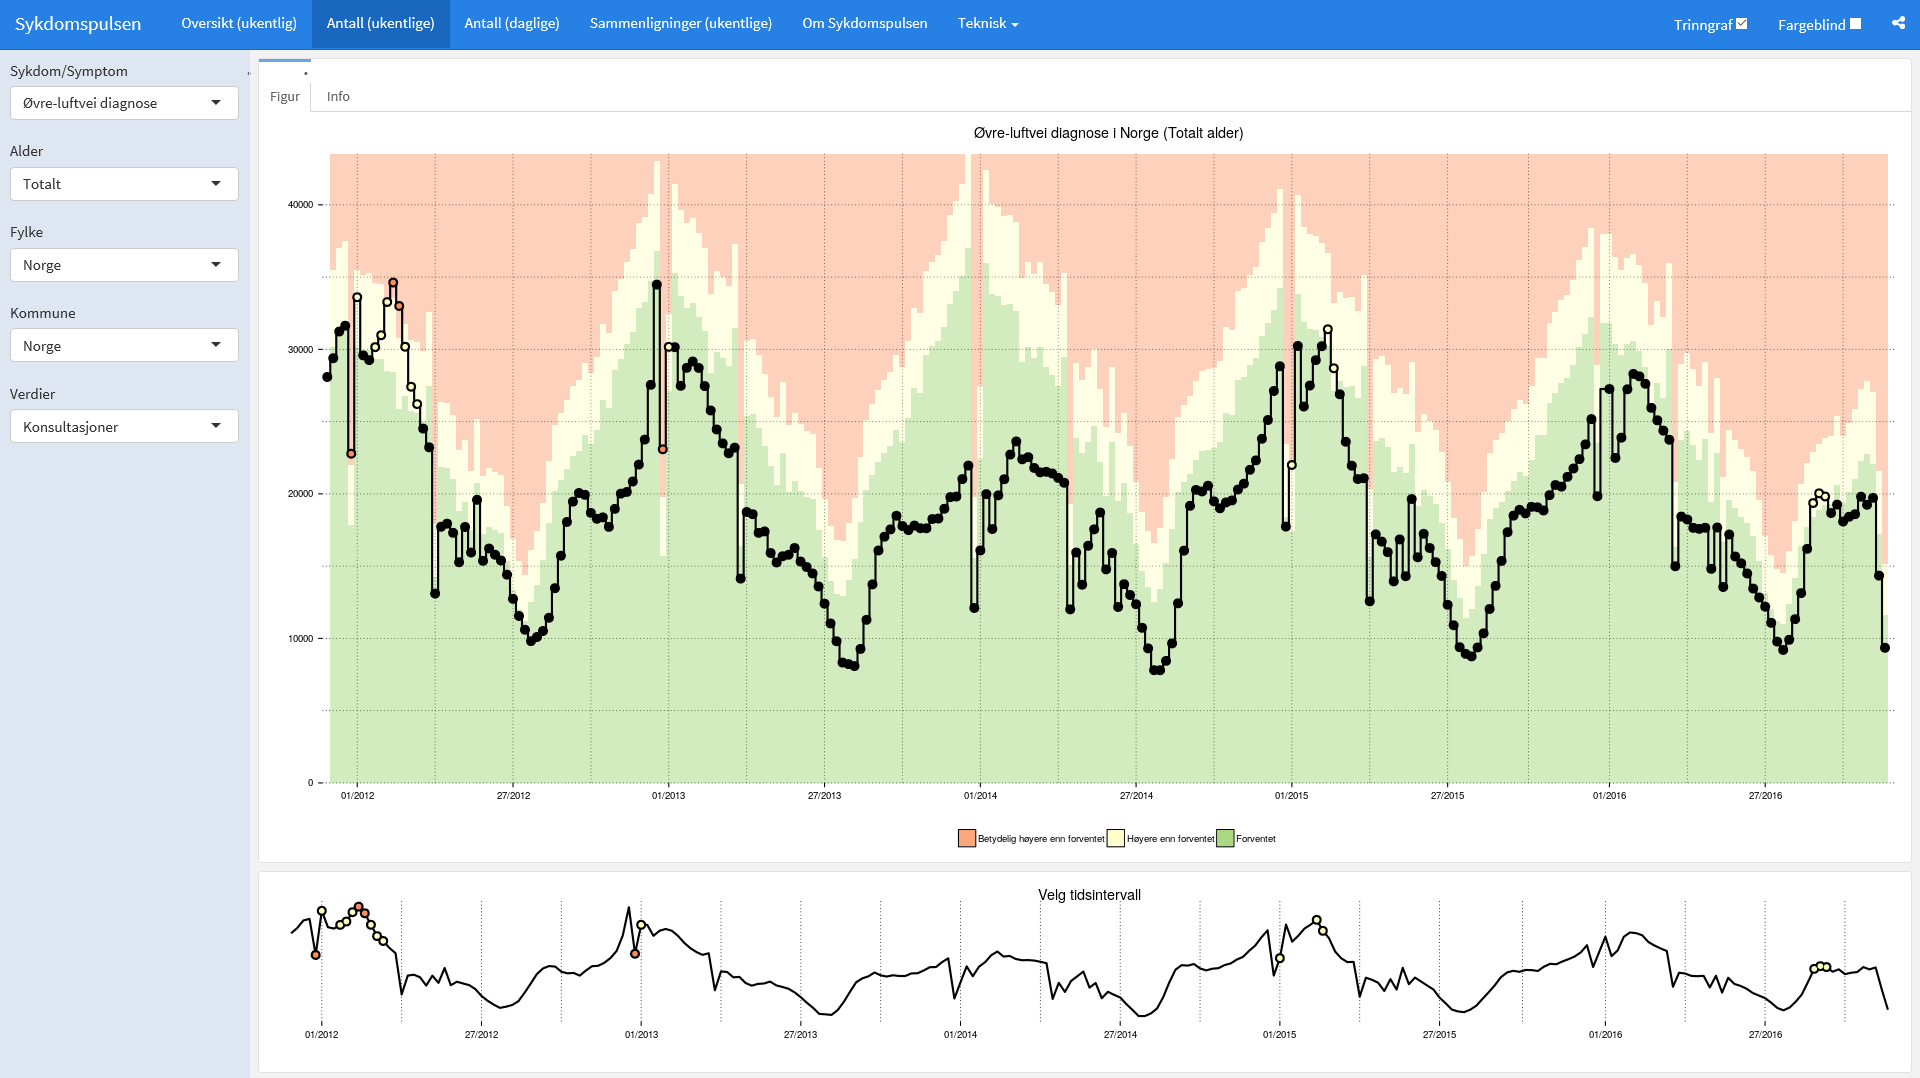 Sykdomspulsen Oversikt (ukentlig) Antall (ukentlige) Antall (daglige) Sammenligninger (ukentlige) Om Sykdomspulsen Teknisk Trinngraf Fargeblind
Sykdom/Symptom
Øvre-luftvei diagnose
Alder
Totalt
Fylke
Norge
Kommune
Norge
Verdier
Konsultasjoner
Figur Info
Øvre-luftvei diagnose i Norge (Totalt alder)
40000
30000
20000
10000
0
01/2012 27/2012 01/2013 27/2013 01/2014 27/2014 01/2015 27/2015 01/2016 27/2016
Betydelig høyere enn forventet Høyere enn forventet Forventet
Velg tidsintervall
01/2012 27/2012 01/2013 27/2013 01/2014 27/2014 01/2015 27/2015 01/2016 27/2016